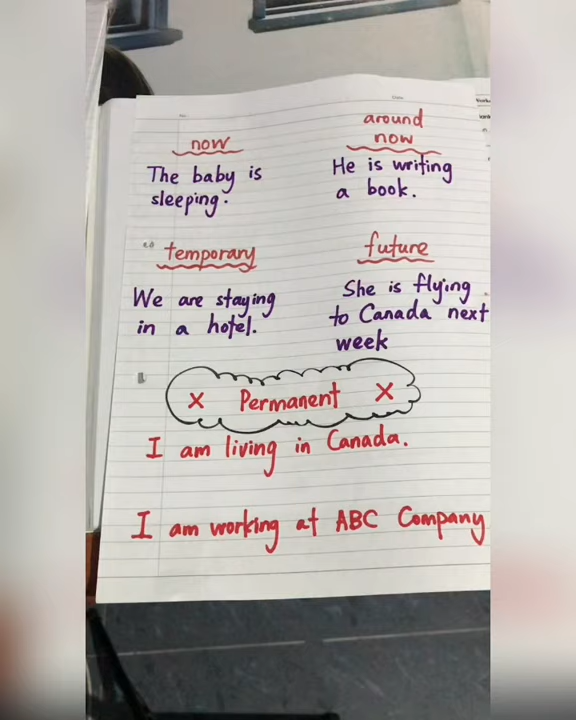 now
The baby is
sleeping.
around
now
He is writing
a book.
temporary
We are staying
in a hotel.
future
She is flying
to Canada next
week
X Permanent X
I am living in Canada.
I am working at ABC Company